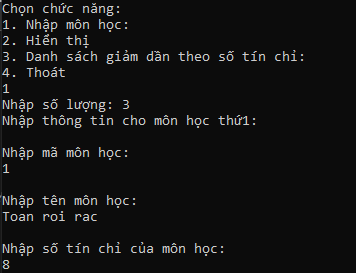 Chọn chức năng:
1. Nhập môn học:
2. Hiển thị
3. Danh sách giảm dần theo số tín chỉ:
4. Thoát
1
Nhập số lượng: 3
Nhập thông tin cho môn học thứ1:
Nhập mã môn học:
1
Nhập tên môn học:
Toan roi rac
Nhập số tín chỉ của môn học:
8